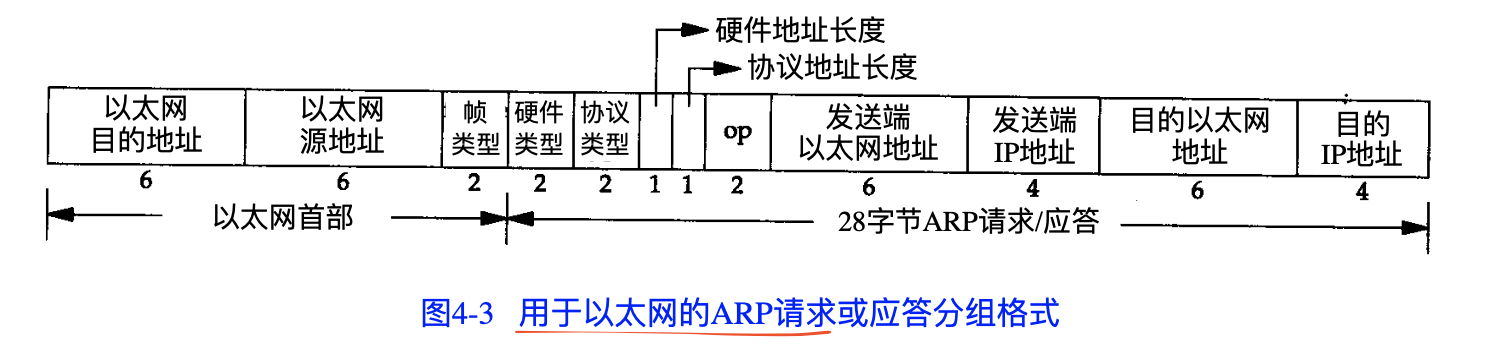 硬件地址长度
协议地址长度
以太网
目的地址
以太网
源地址
帧
类型
硬件
类型
协议
类型
op
发送端
以太网地址
发送端
IP地址
目的以太网
地址
目的
IP地址
6
6
2
2
2
1
1
2
6
4
6
4
以太网首部
28字节ARP请求/应答
图4-3 用于以太网的ARP请求或应答分组格式